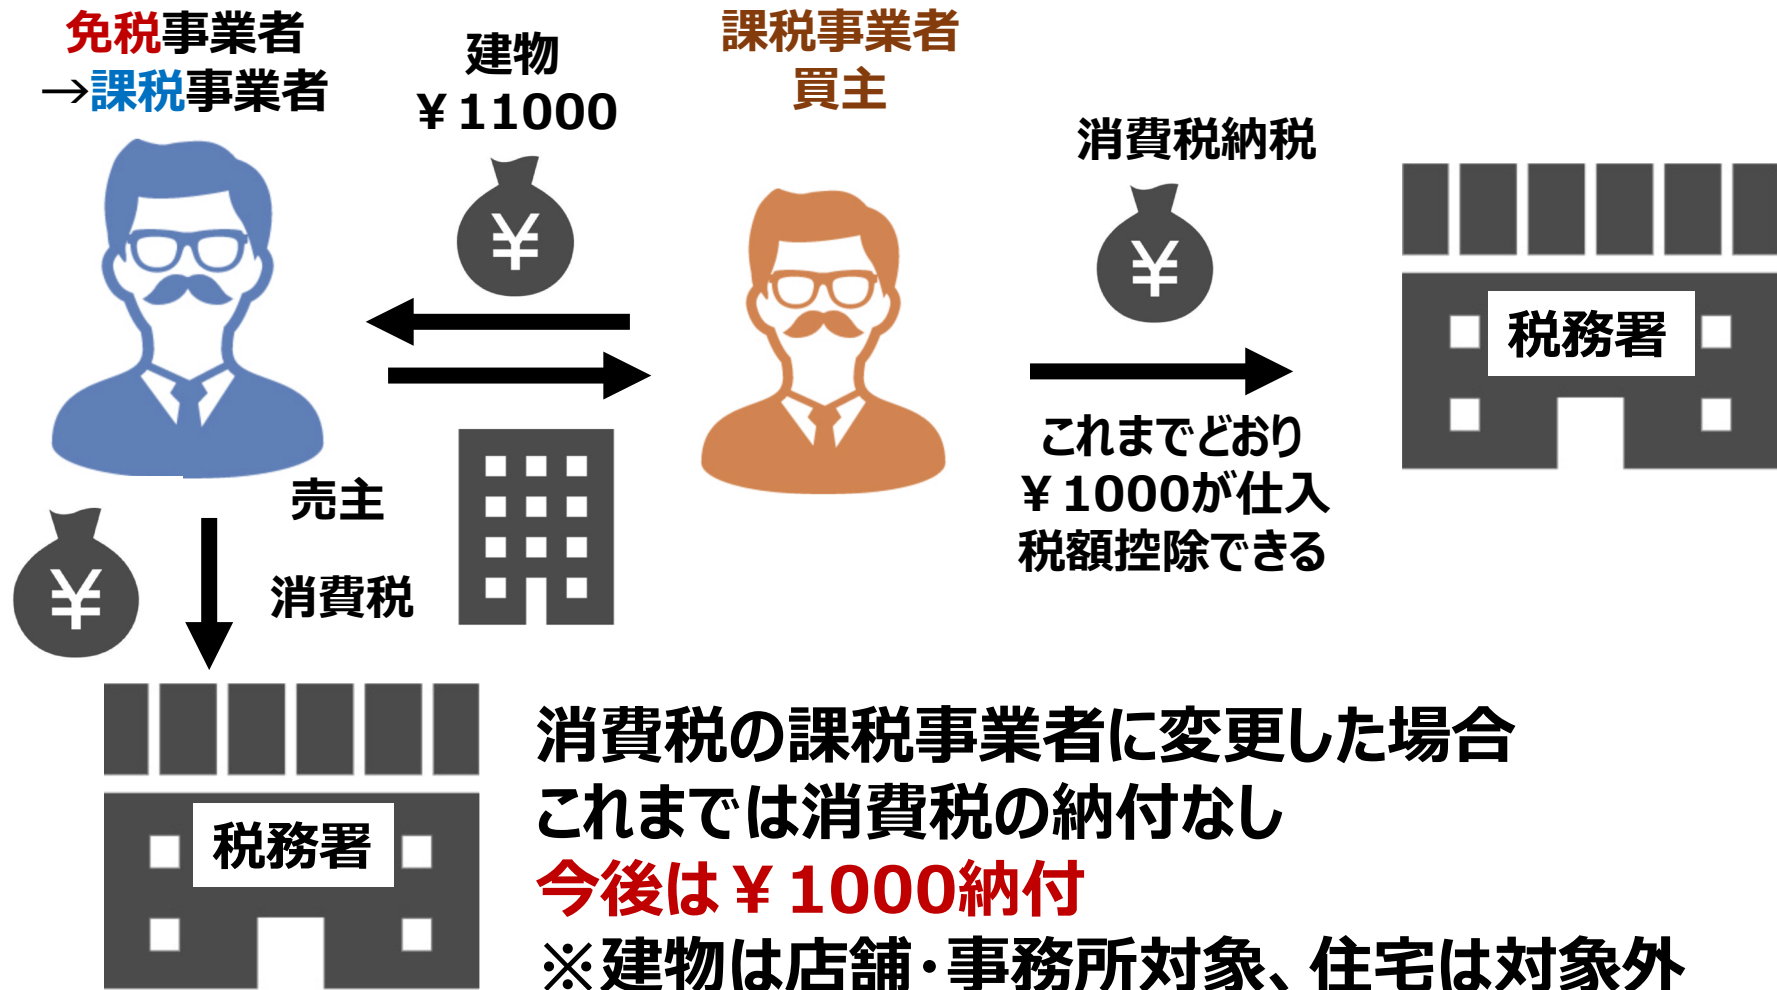 免税事業者
→課税事業者
建物
¥11000
課税事業者
買主
消費税納税
¥
¥
税務署
これまでどおり
¥1000が仕入
税額控除できる
売主
¥
消費税
税務署
消費税の課税事業者に変更した場合
これまでは消費税の納付なし
今後は¥1000納付
※建物は店舗・事務所対象、住宅は対象外